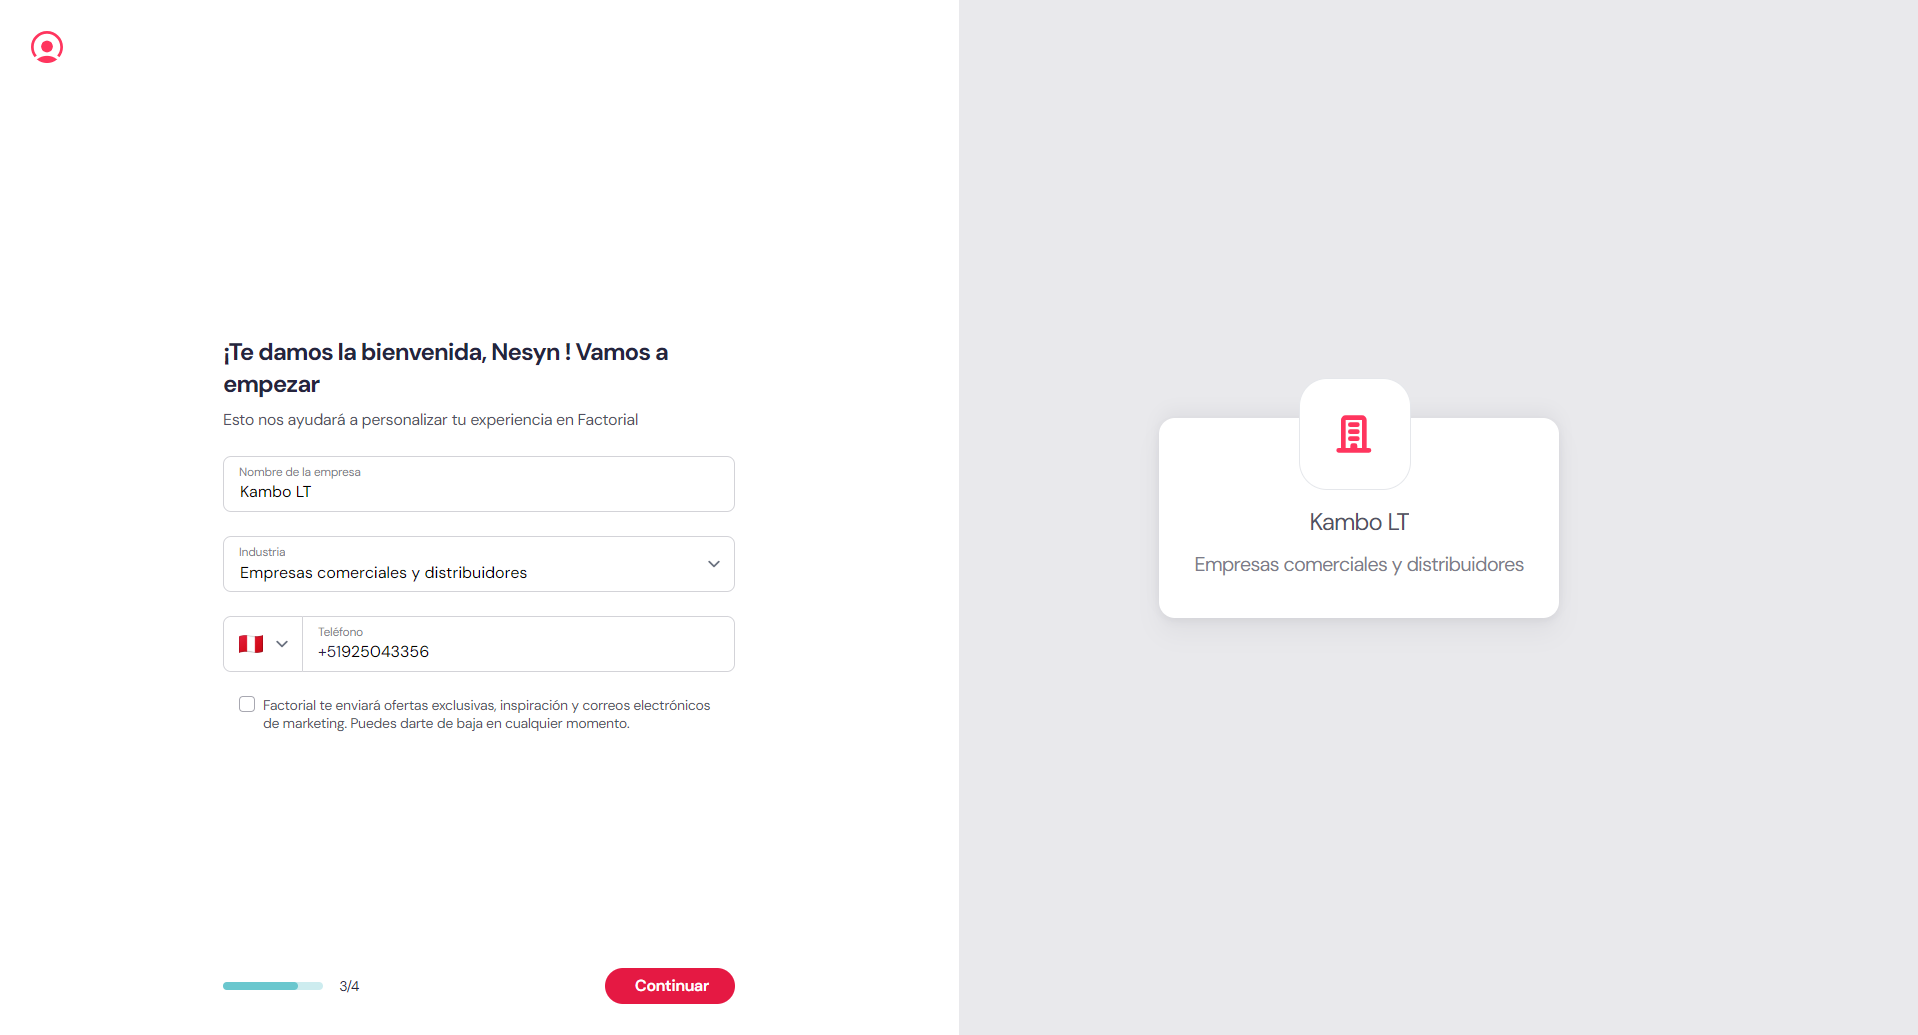 ¡Te damos la bienvenida, Nesyn ! Vamos a
empezar
Esto nos ayudará a personalizar tu experiencia en Factorial
Nombre de la empresa
Kambo LT
Industria
Empresas comerciales y distribuidores
Teléfono
+51925043356
Factorial te enviará ofertas exclusivas, inspiración y correos electrónicos
de marketing. Puedes darte de baja en cualquier momento.
3/4
Continuar
Kambo LT
Empresas comerciales y distribuidores